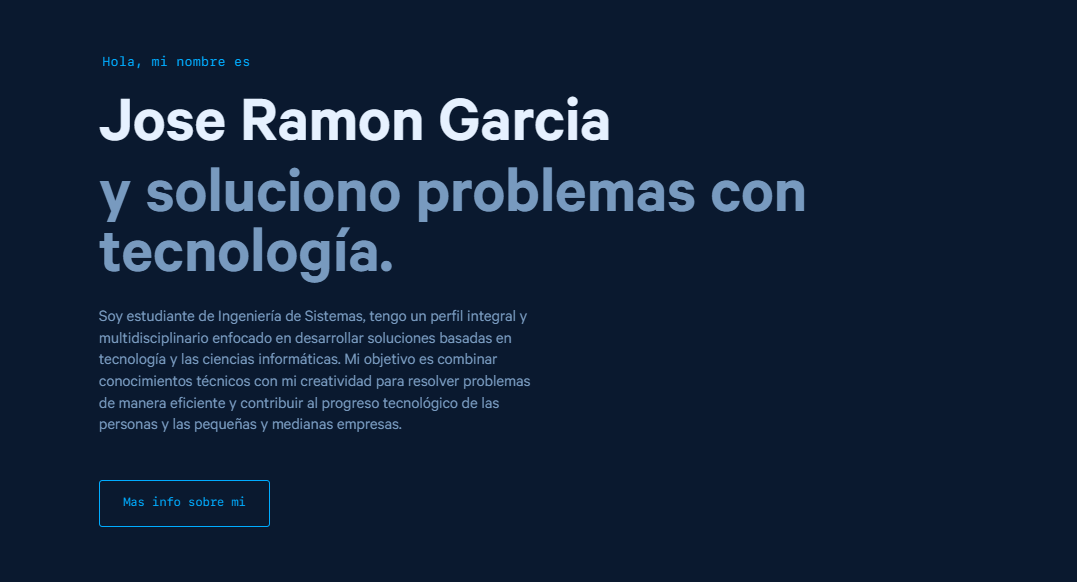 Hola, mi nombre es
Jose Ramon Garcia
y soluciono problemas con
tecnología.
Soy estudiante de Ingeniería de Sistemas, tengo un perfil integral y
multidisciplinario enfocado en desarrollar soluciones basadas en
tecnología y las ciencias informáticas. Mi objetivo es combinar
conocimientos técnicos con mi creatividad para resolver problemas
de manera eficiente y contribuir al progreso tecnológico de las
personas y las pequeñas y medianas empresas.
Mas info sobre mi